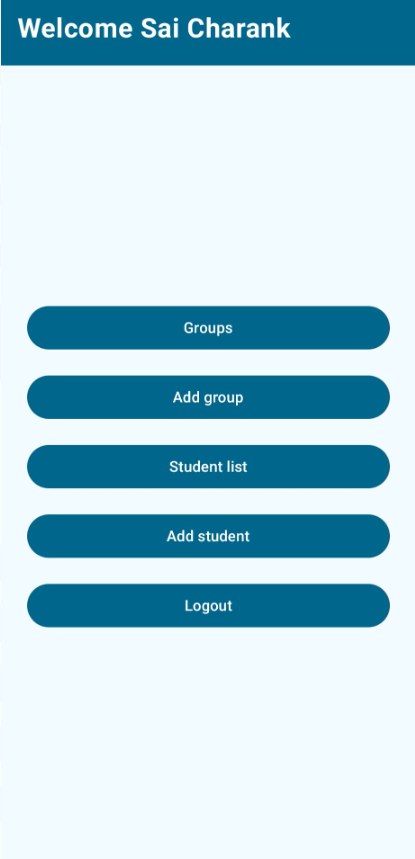 Welcome Sai Charank
Groups
Add group
Student list
Add student
Logout